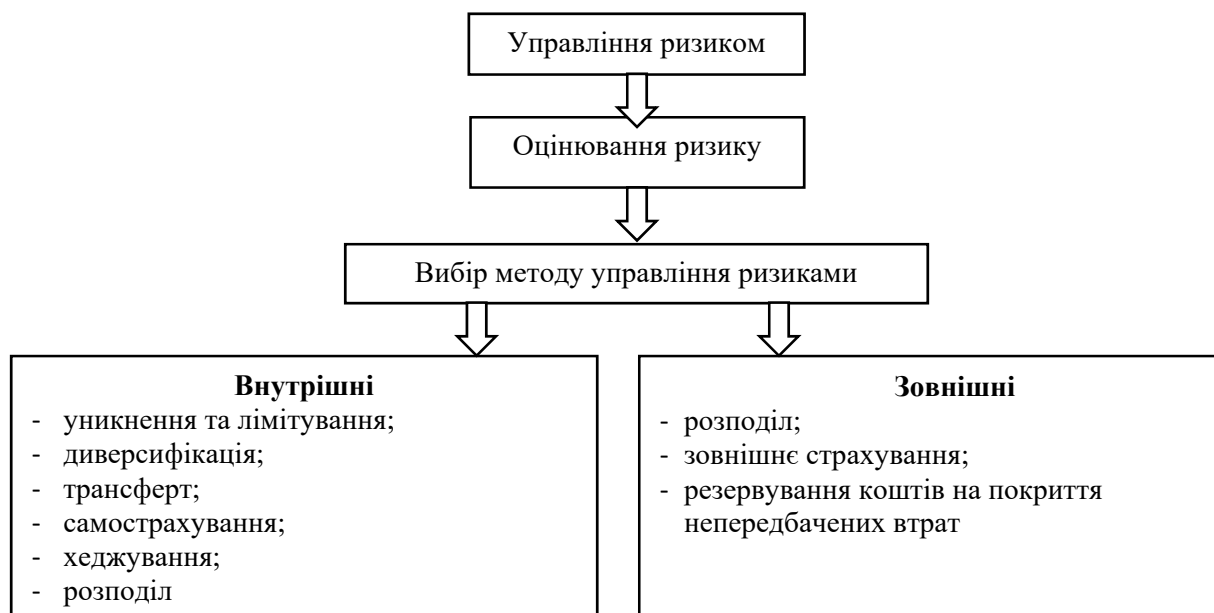 Управління ризиком
Оцінювання ризику
Вибір методу управління ризиками
Внутрішні
- уникнення та лімітування;
- диверсифікація;
- трансферт;
- самострахування;
- хеджування;
- розподіл
Зовнішні
- розподіл;
- зовнішнє страхування;
- резервування коштів на покриття
непередбачених втрат